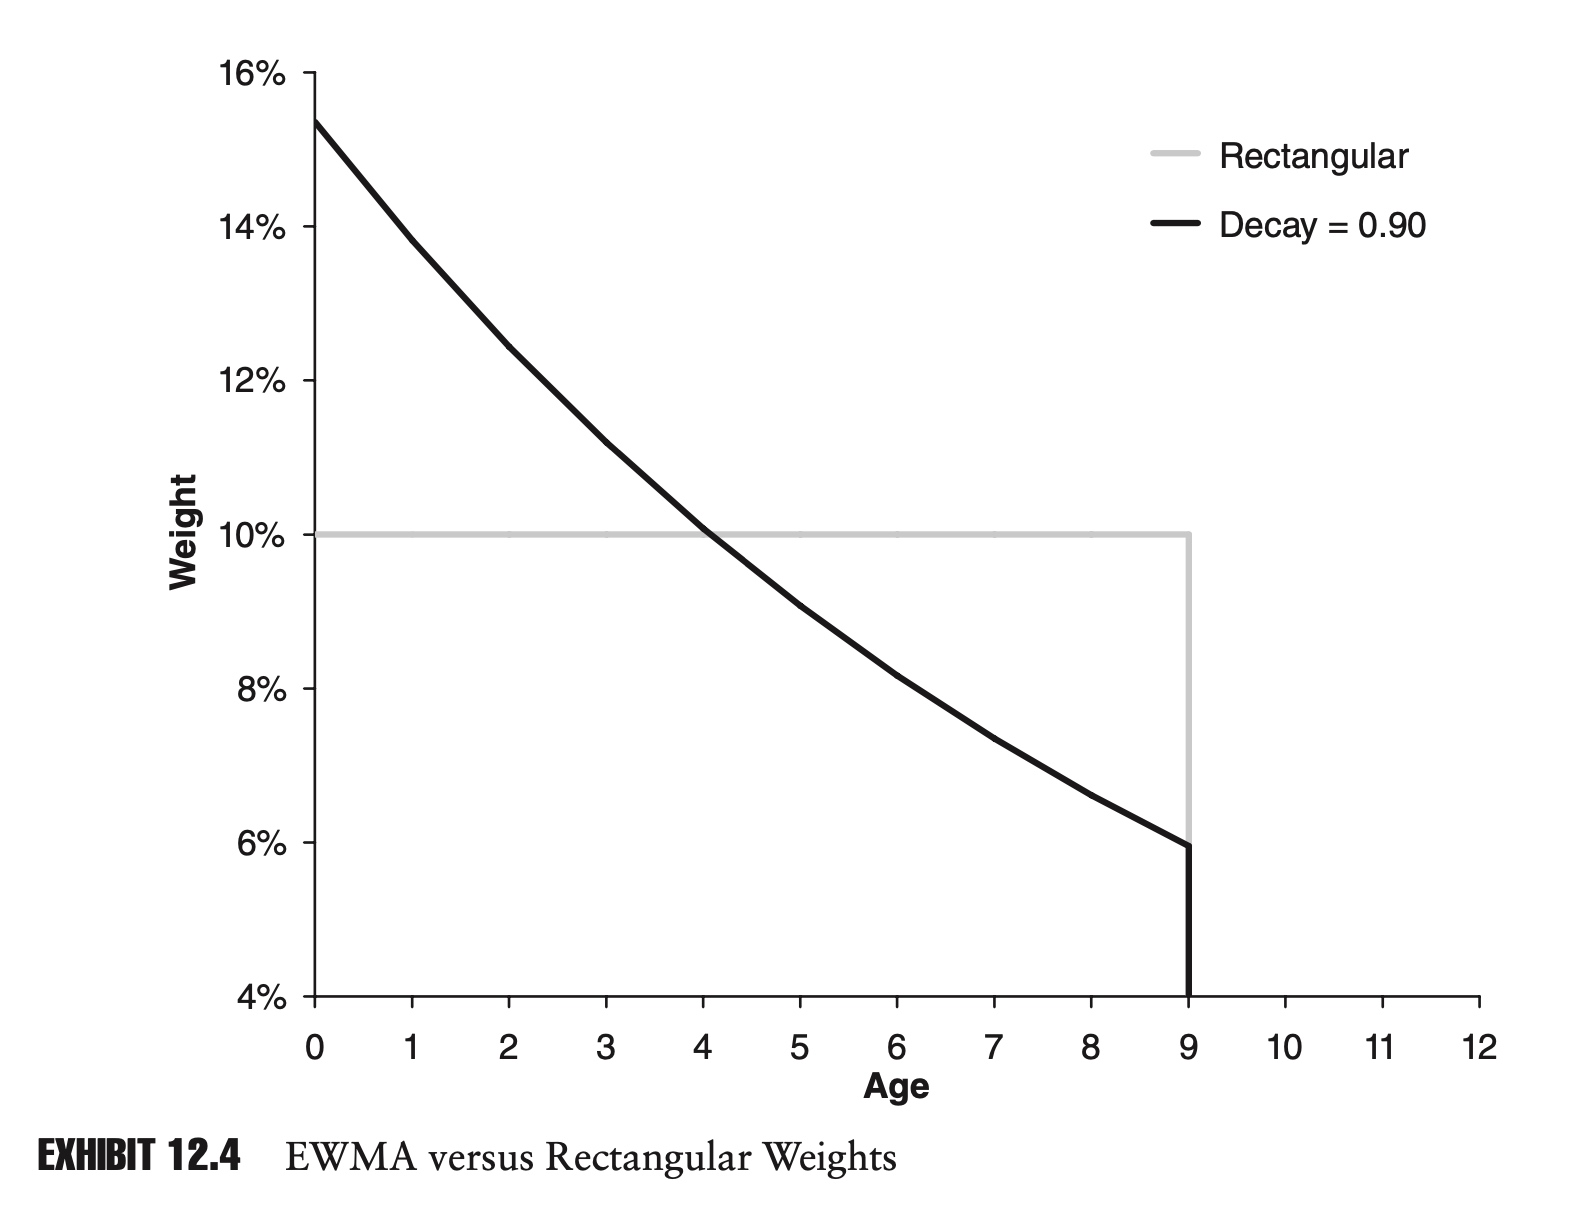 16%
14%
12%
10%
8%
6%
4%
Weight
Rectangular
Decay = 0.90
0 1 2 3 4 5 6 7 8 9 10 11 12
Age
EXHIBIT 12.4 EWMA versus Rectangular Weights